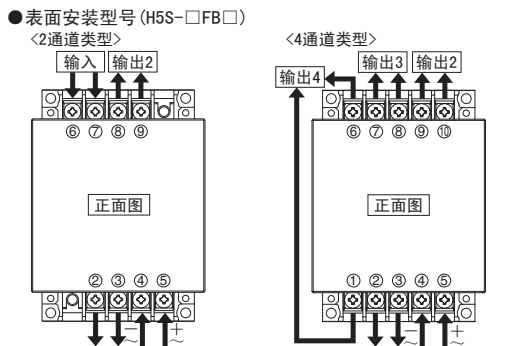 ●表面安装型号(H5S-□FB□)
<2通道类型>
<4通道类型>
输入
输出2
输出3
输出2
输出4
⑥ ⑦ ⑧ ⑨
⑥ ⑦ ⑧ ⑨ ⑩
正面图
正面图
② ③ ④ ⑤
① ② ③ ④ ⑤
− +
~ ~
− +
~ ~